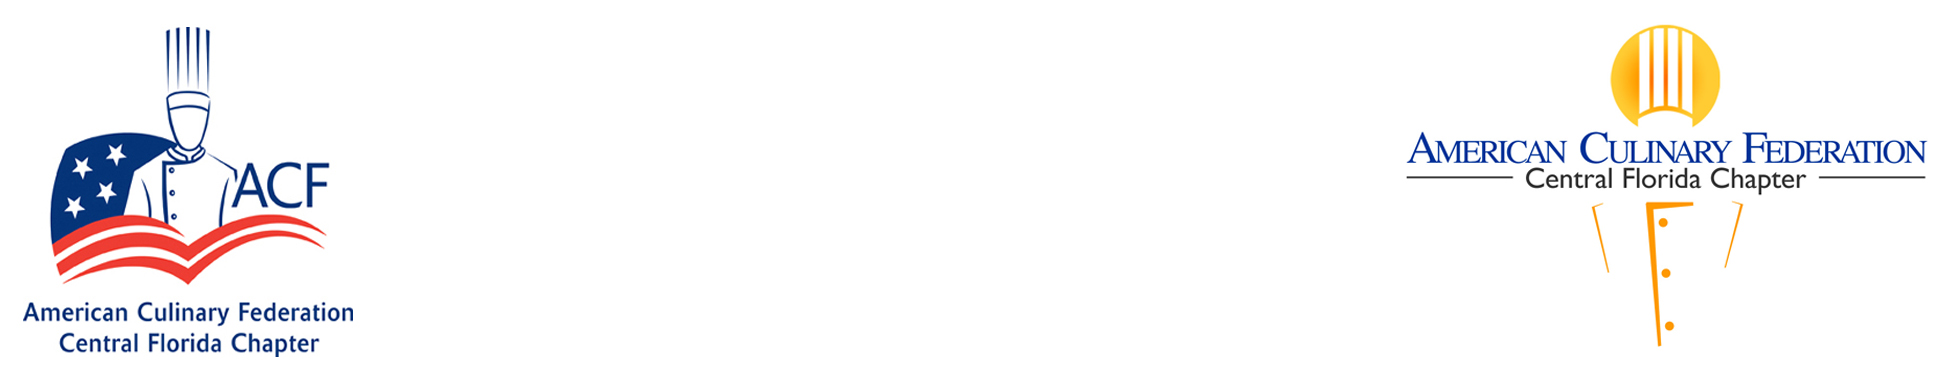 ACF
American Culinary Federation
Central Florida Chapter
AMERICAN CULINARY FEDERATION
Central Florida Chapter